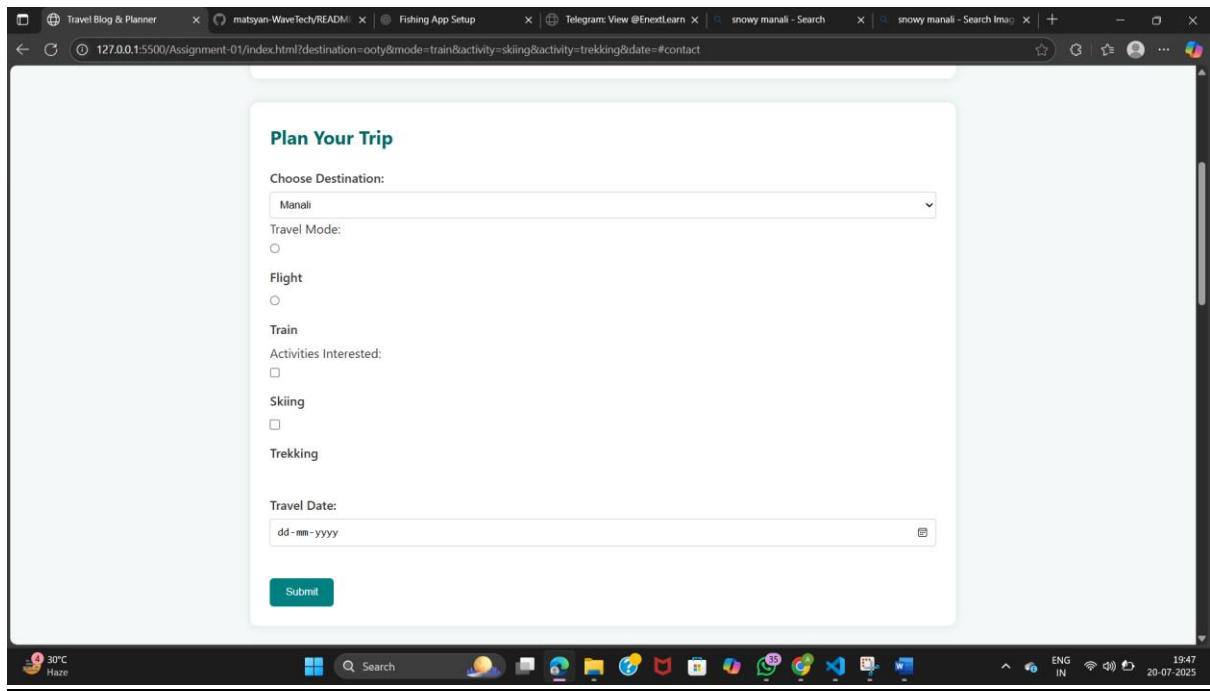 Travel Blog & Planner
matsyan-WaveTech/README
Fishing App Setup
Telegram: View @EnextLearn
snowy manali - Search
snowy manali - Search Imag
127.0.0.1:5500/Assignment-01/index.html?destination=ooty&mode=train&activity=skiing&activity=trekking&date=#contact
Plan Your Trip
Choose Destination:
Manali
Travel Mode:
Flight
Train
Activities Interested:
Skiing
Trekking
Travel Date:
dd-mm-yyyy
Submit
4
30°C
Haze
Search
35
ENG
IN
19:47
20-07-2025